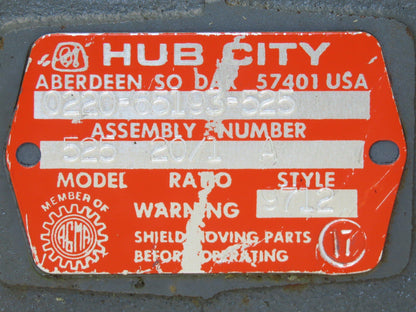 HUB CITY
ABERDEEN SO DAK 57401 USA
0220-65193-525
ASSEMBLY NUMBER
525 20/1 A
MODEL RATIO STYLE
9712
MEMBER OF
AGMA
WARNING
SHIELD MOVING PARTS
BEFORE OPERATING
17